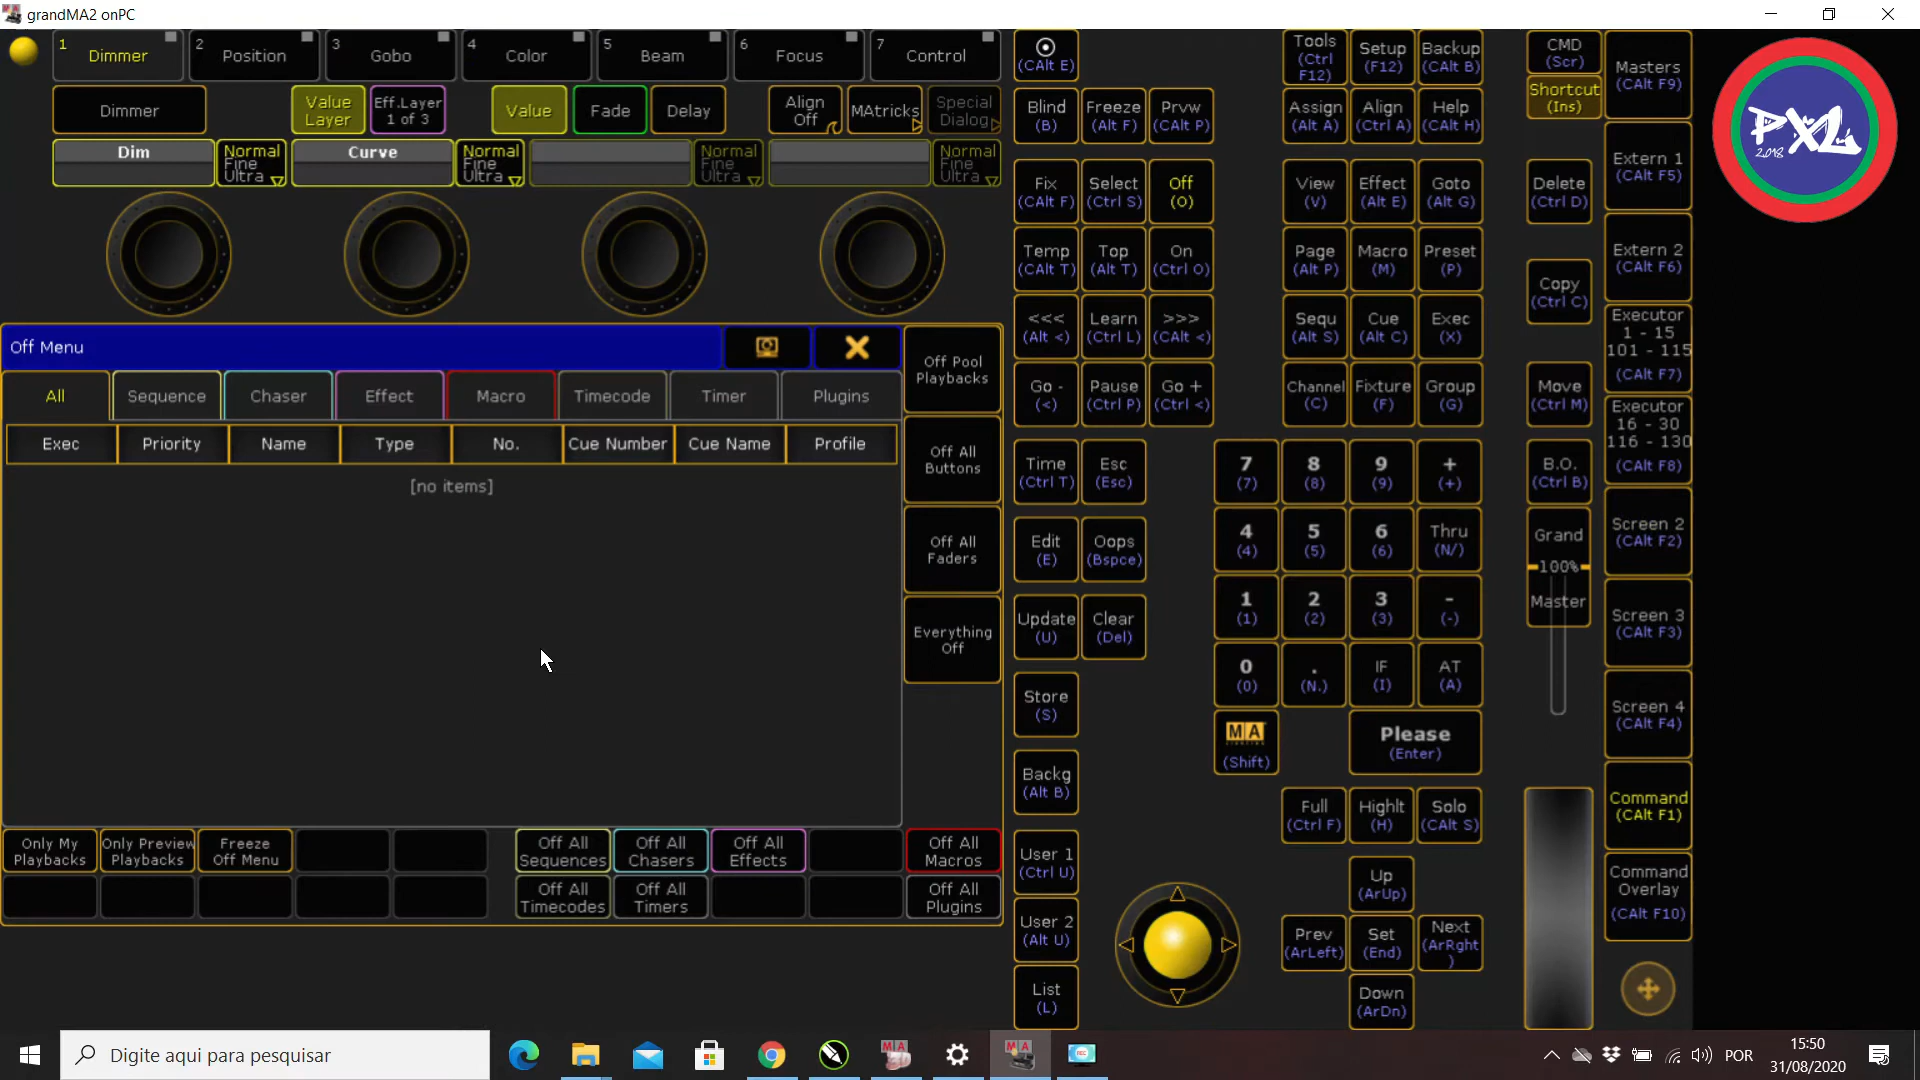 grandMA2 onPC
1 Dimmer
2 Position
3 Gobo
4 Color
5 Beam
6 Focus
7 Control
Dimmer
Value
Layer
Eff.Layer
1 of 3
Value
Fade
Delay
Align
Off
MAtricks
Special
Dialog
Dim
Normal
Fine
Ultra
Curve
Normal
Fine
Ultra
Normal
Fine
Ultra
Normal
Fine
Ultra
Off Menu
All
Sequence
Chaser
Effect
Macro
Timecode
Timer
Plugins
Exec
Priority
Name
Type
No.
Cue Number
Cue Name
Profile
[no items]
Off Pool
Playbacks
Off All
Buttons
Off All
Faders
Everything
Off
Only My
Playbacks
Only Preview
Playbacks
Freeze
Off Menu
Off All
Sequences
Off All
Chasers
Off All
Effects
Off All
Macros
Off All
Timecodes
Off All
Timers
Off All
Plugins
(CAlt E)
Tools
(Ctrl
F12)
Setup
(F12)
Backup
(CAlt B)
Blind
(B)
Freeze
(Alt F)
Prvw
(CAlt P)
Assign
(Alt A)
Align
(Ctrl A)
Help
(CAlt H)
Fix
(CAlt F)
Select
(Ctrl S)
Off
(O)
View
(V)
Effect
(Alt E)
Goto
(Alt G)
Temp
(CAlt T)
Top
(Alt T)
On
(Ctrl O)
Page
(Alt P)
Macro
(M)
Preset
(P)
<<<
(Alt <)
Learn
(Ctrl L)
>>>
(CAlt <)
Sequ
(Alt S)
Cue
(Alt C)
Exec
(X)
Go -
(<)
Pause
(Ctrl P)
Go +
(Ctrl <)
Channel
(C)
Fixture
(F)
Group
(G)
Time
(Ctrl T)
Esc
(Esc)
7
(7)
8
(8)
9
(9)
+
(+)
Edit
(E)
Oops
(Bspce)
4
(4)
5
(5)
6
(6)
Thru
(N/)
Update
(U)
Clear
(Del)
1
(1)
2
(2)
3
(3)
-
(-)
0
(0)
.
(N.)
IF
(I)
AT
(A)
Store
(S)
MA
(Shift)
Please
(Enter)
Backg
(Alt B)
Full
(Ctrl F)
Highlt
(H)
Solo
(CAlt S)
User 1
(Ctrl U)
Up
(ArUp)
User 2
(Alt U)
Prev
(ArLeft)
Set
(End)
Next
(ArRght
)
List
(L)
Down
(ArDn)
CMD
(Scr)
Shortcut
(Ins)
Delete
(Ctrl D)
Copy
(Ctrl C)
Move
(Ctrl M)
B.O.
(Ctrl B)
Grand
100%
Master
Masters
(CAlt F9)
Extern 1
(CAlt F5)
Extern 2
(CAlt F6)
Executor
1 - 15
101 - 115
(CAlt F7)
Executor
16 - 30
116 - 130
(CAlt F8)
Screen 2
(CAlt F2)
Screen 3
(CAlt F3)
Screen 4
(CAlt F4)
Command
(CAlt F1)
Command
Overlay
(CAlt F10)
PXL
2018
Digite aqui para pesquisar
POR
15:50
31/08/2020